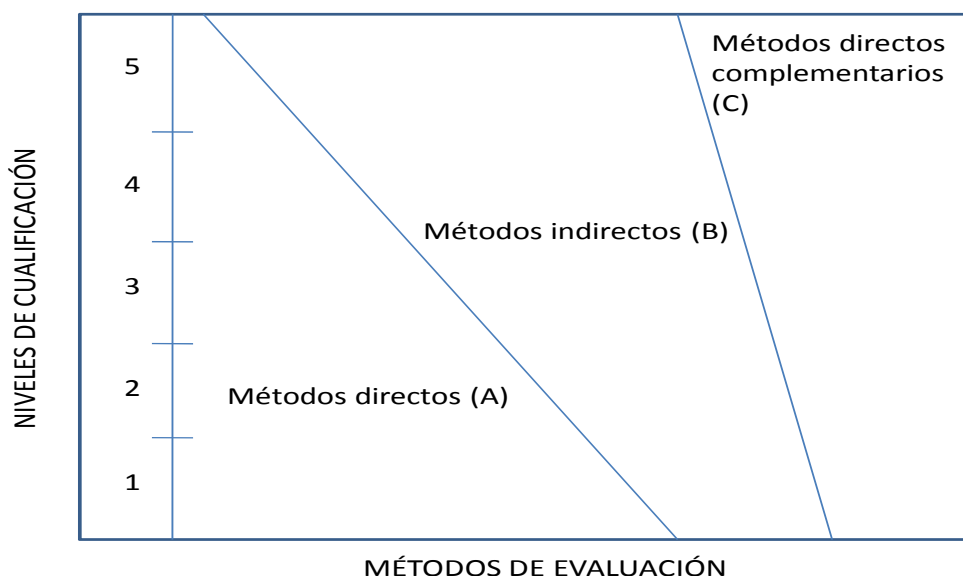 NIVELES DE CUALIFICACIÓN
5
4
3
2
1
Métodos directos
complementarios
(C)
Métodos indirectos (B)
Métodos directos (A)
MÉTODOS DE EVALUACIÓN